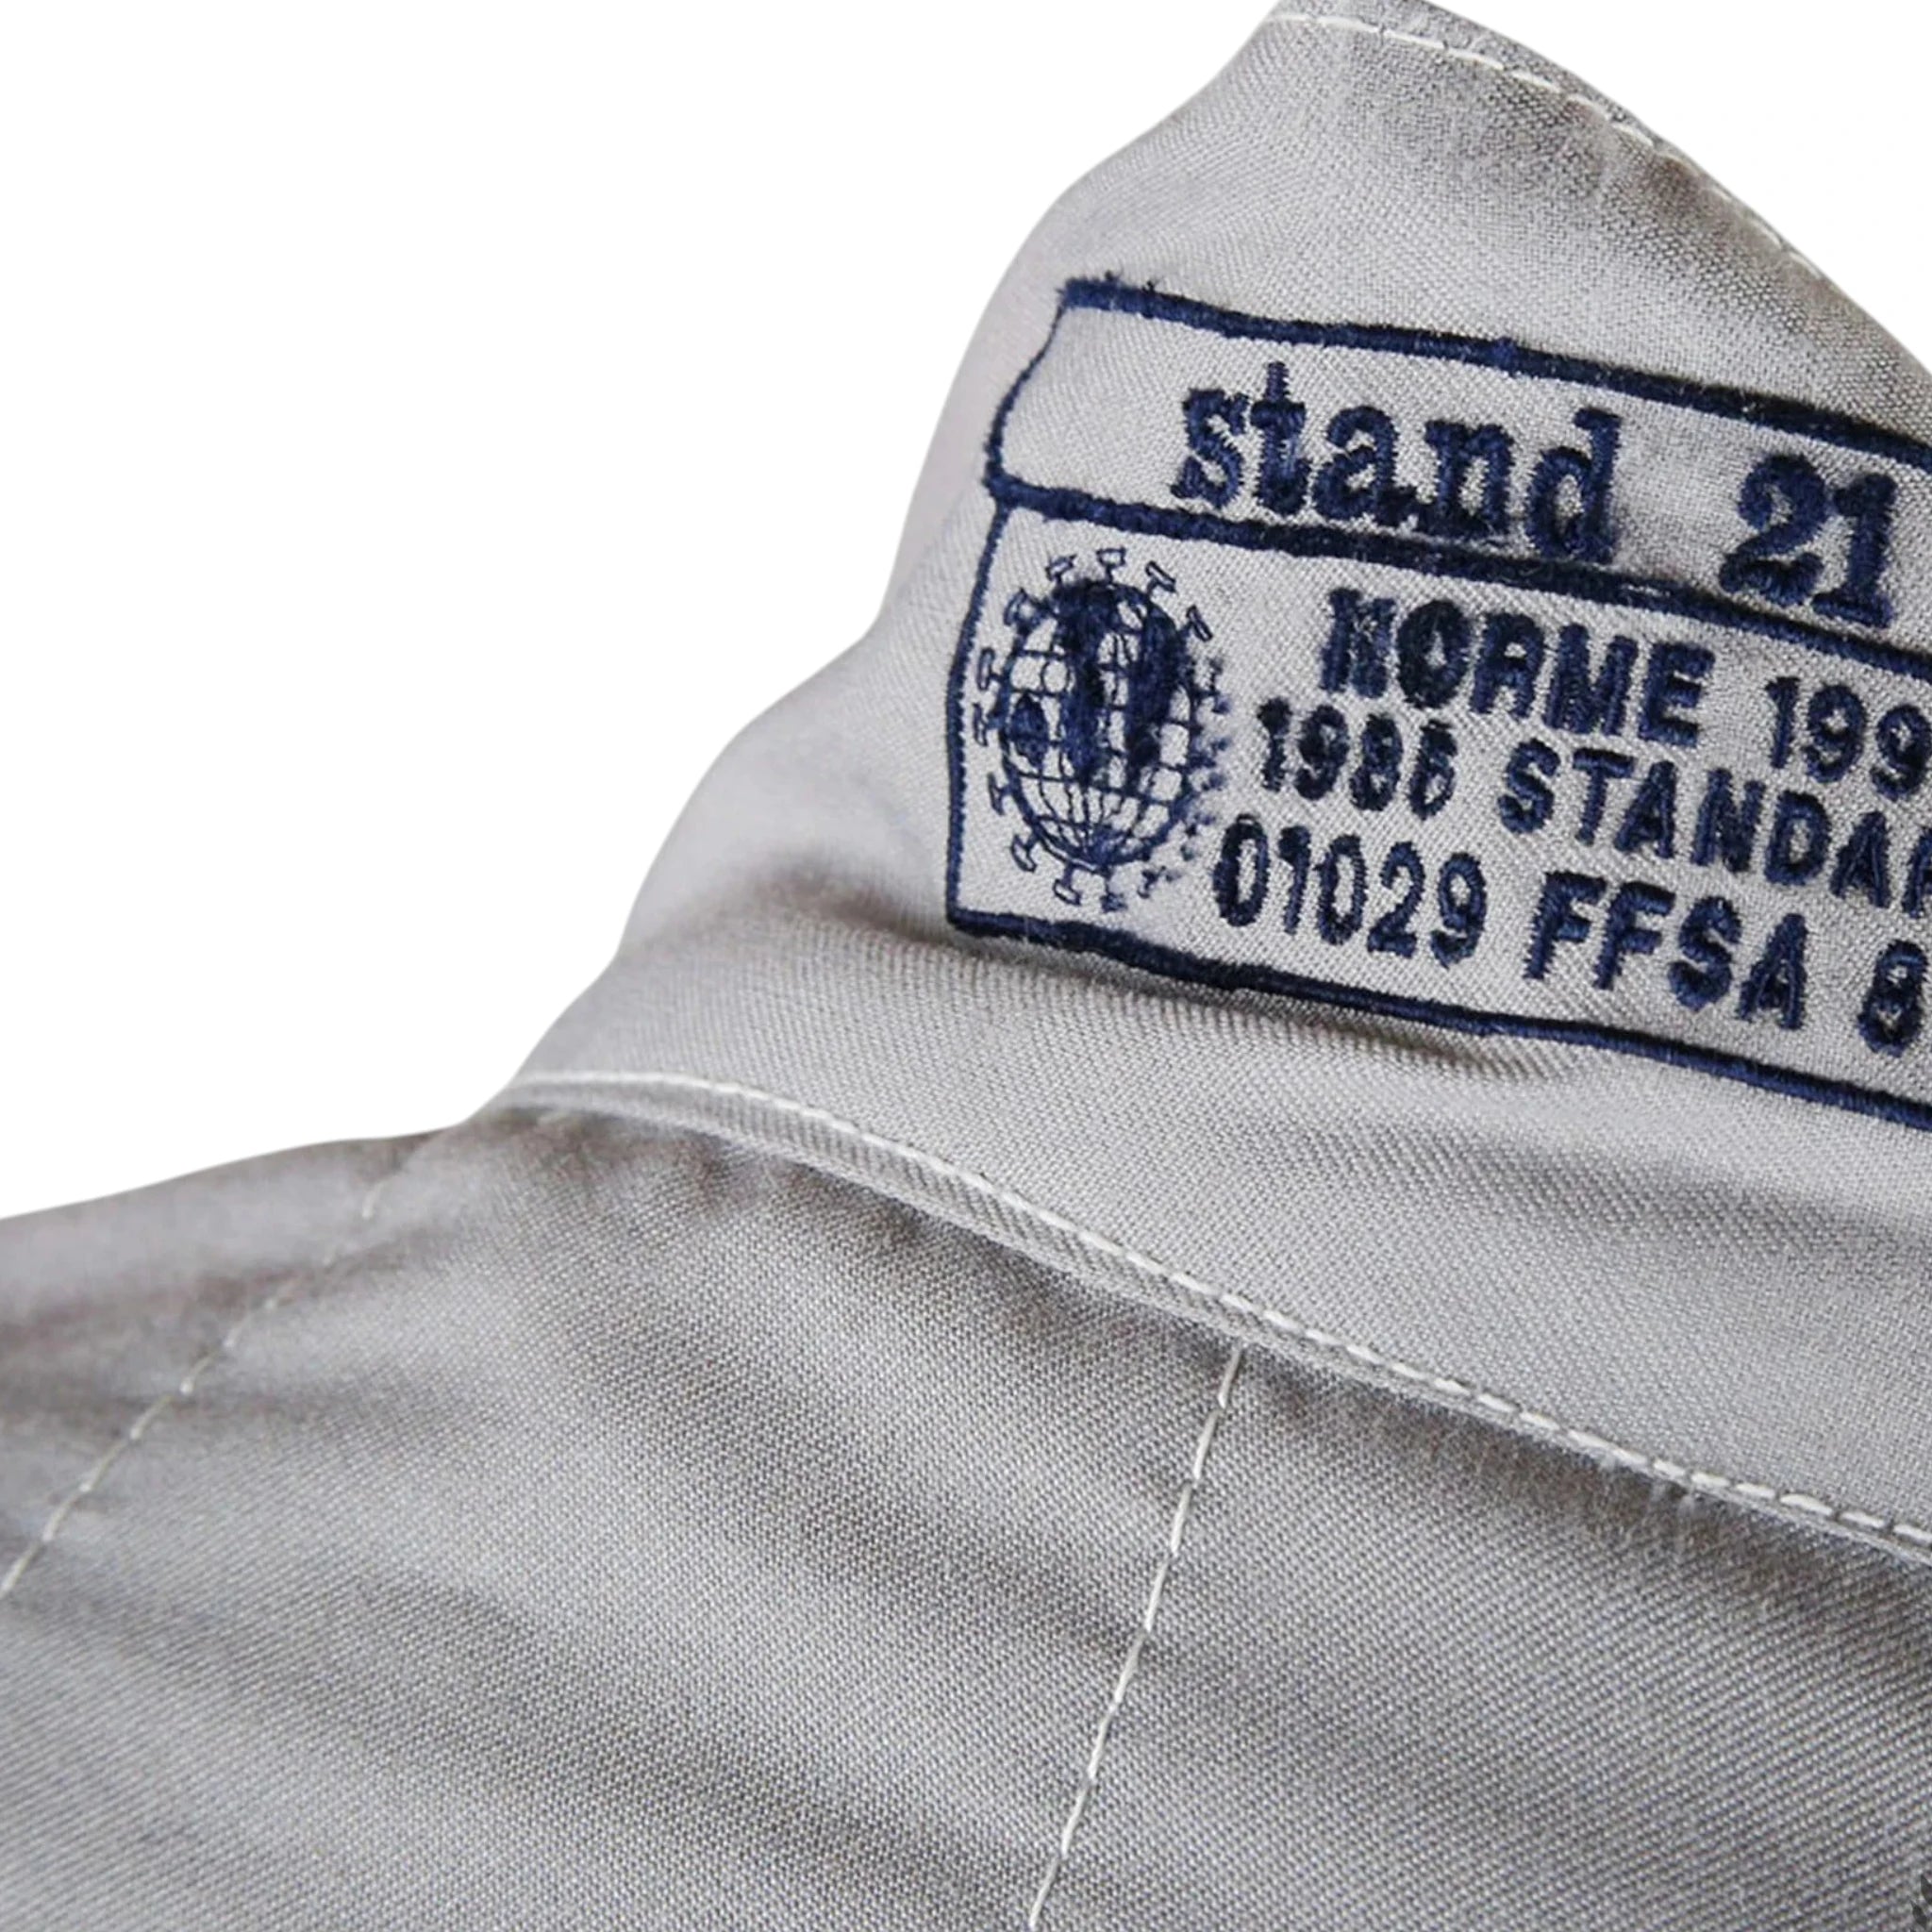 stand 21
NORME 199
1986 STANDAR
01029 FFSA 8